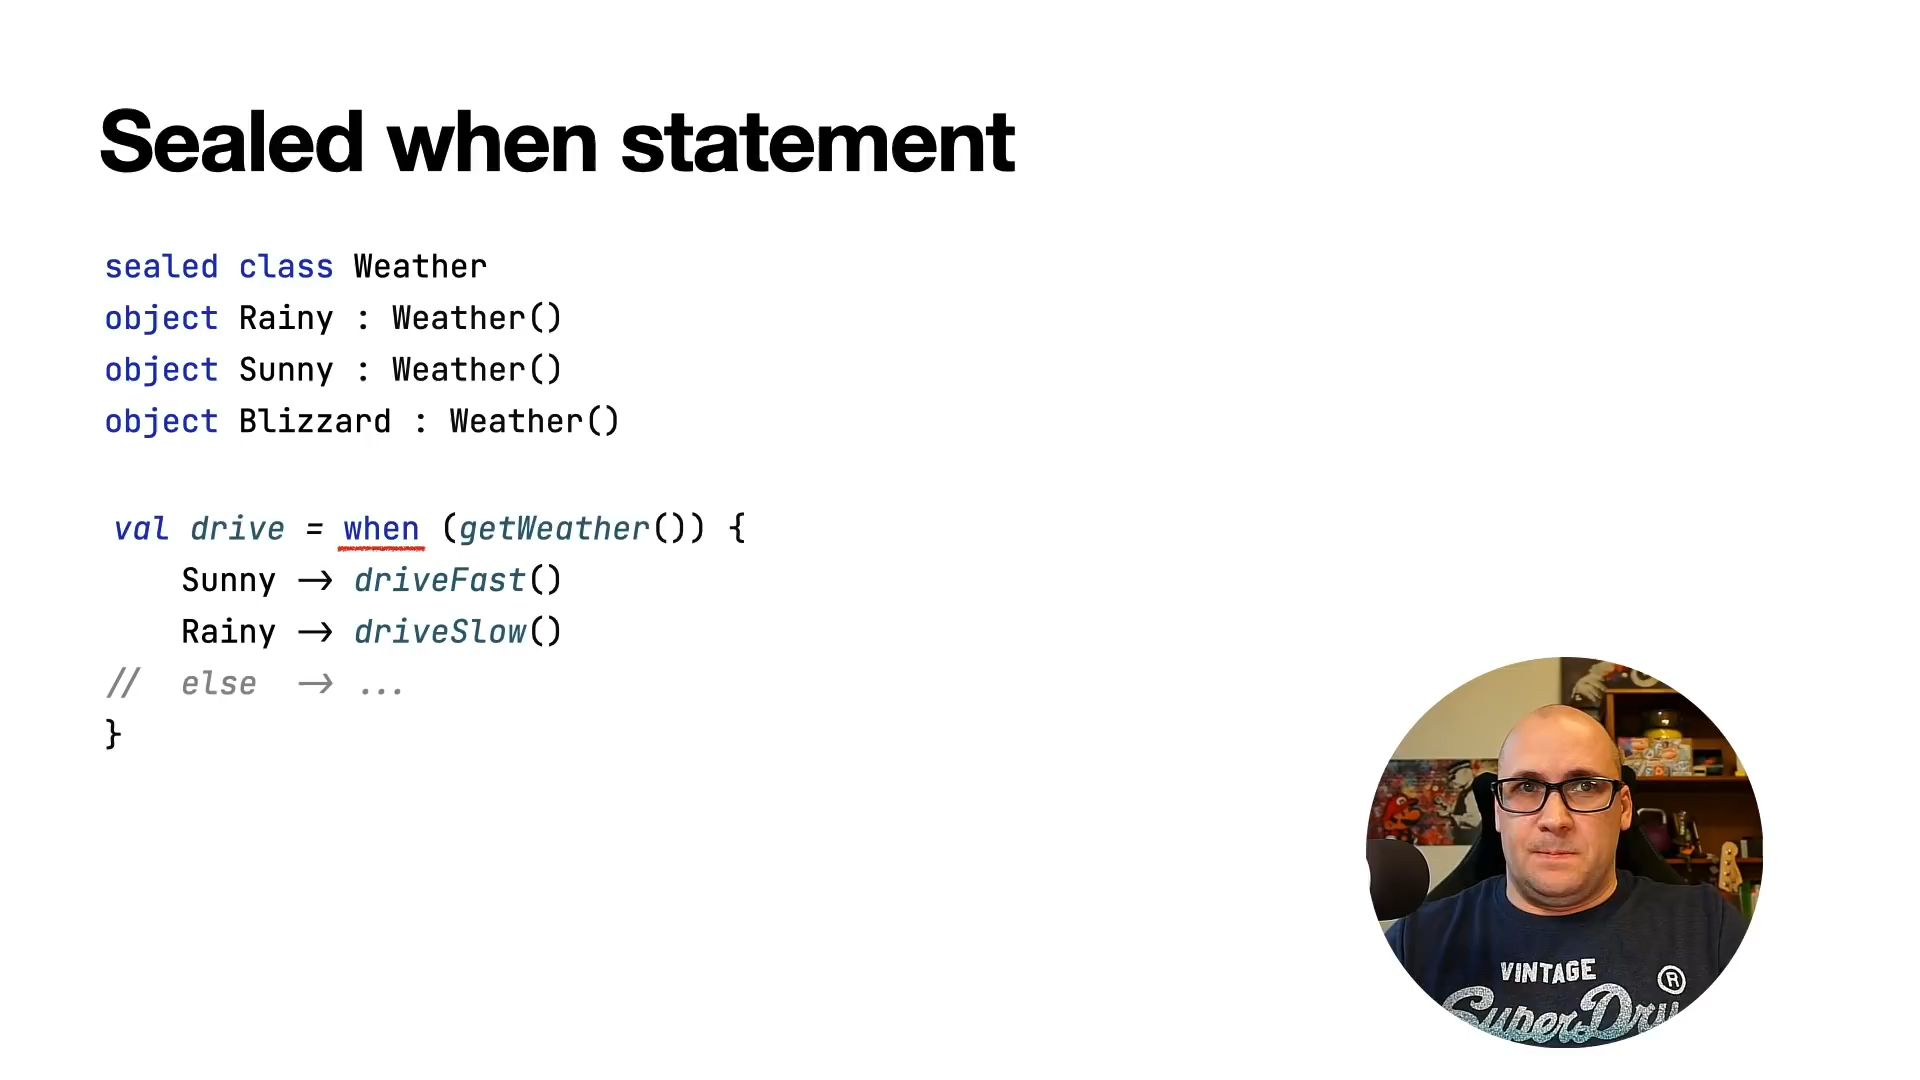 Sealed when statement
sealed class Weather
object Rainy : Weather()
object Sunny : Weather()
object Blizzard : Weather()
val drive = when (getWeather()) {
Sunny -> driveFast()
Rainy -> driveSlow()
// else -> ...
}
VINTAGE
®
SuperDry